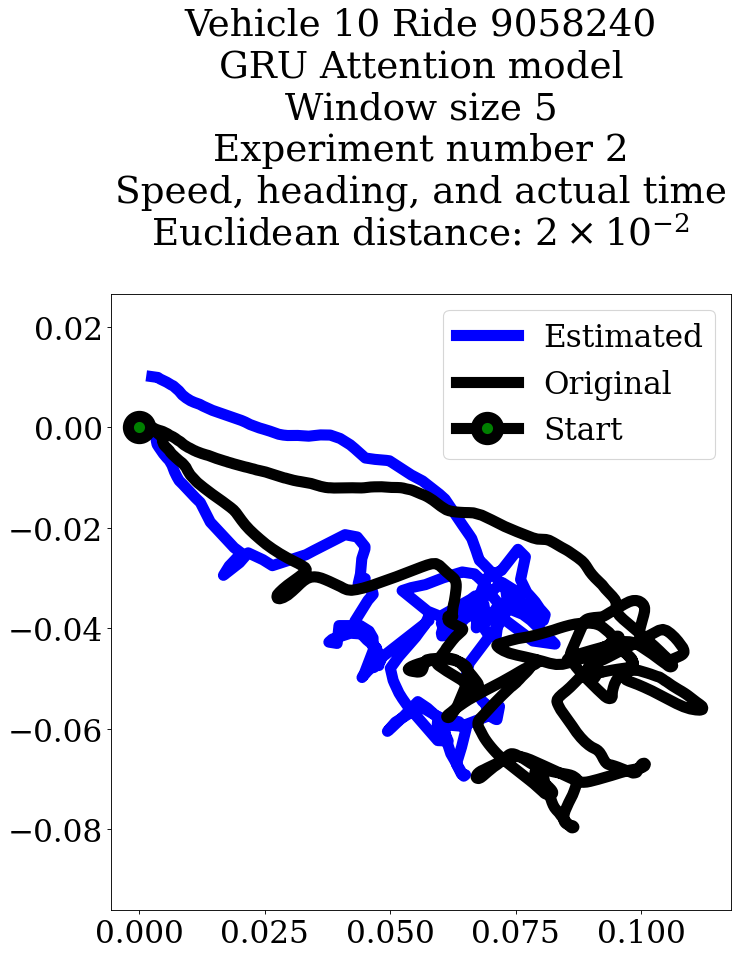 Vehicle 10 Ride 9058240
GRU Attention model
Window size 5
Experiment number 2
Speed, heading, and actual time
Euclidean distance: 2 × 10⁻²
Estimated
Original
Start
0.02
0.00
−0.02
−0.04
−0.06
−0.08
0.000 0.025 0.050 0.075 0.100